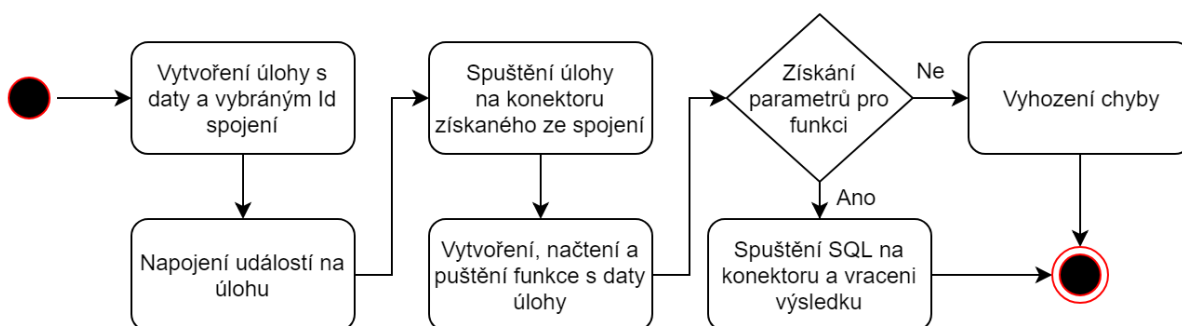 Vytvoření úlohy s
daty a vybráným Id
spojení
Napojení událostí na
úlohu
Spuštění úlohy
na konektoru
získaného ze spojení
Vytvoření, načtení a
puštění funkce s daty
úlohy
Získání
parametrů pro
funkci
Ne
Ano
Vyhození chyby
Spuštění SQL na
konektoru a vraceni
výsledku